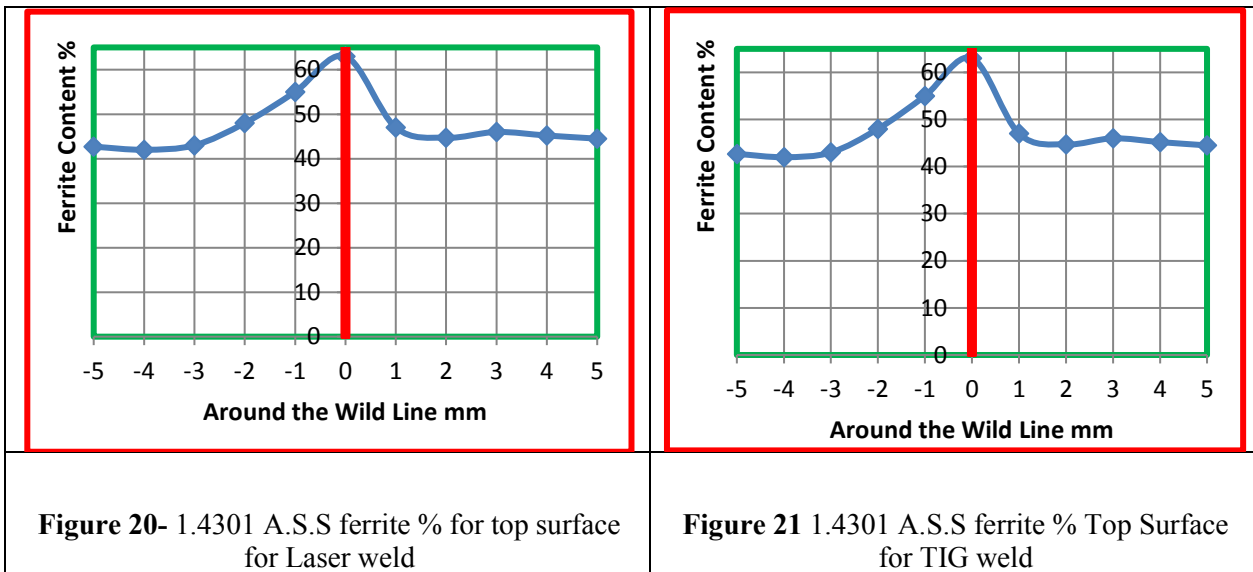 Ferrite Content %
60
50
40
30
20
10
0
-5 -4 -3 -2 -1 0 1 2 3 4 5
Around the Wild Line mm
Figure 20- 1.4301 A.S.S ferrite % for top surface
for Laser weld
Ferrite Content %
60
50
40
30
20
10
0
-5 -4 -3 -2 -1 0 1 2 3 4 5
Around the Wild Line mm
Figure 21 1.4301 A.S.S ferrite % Top Surface
for TIG weld